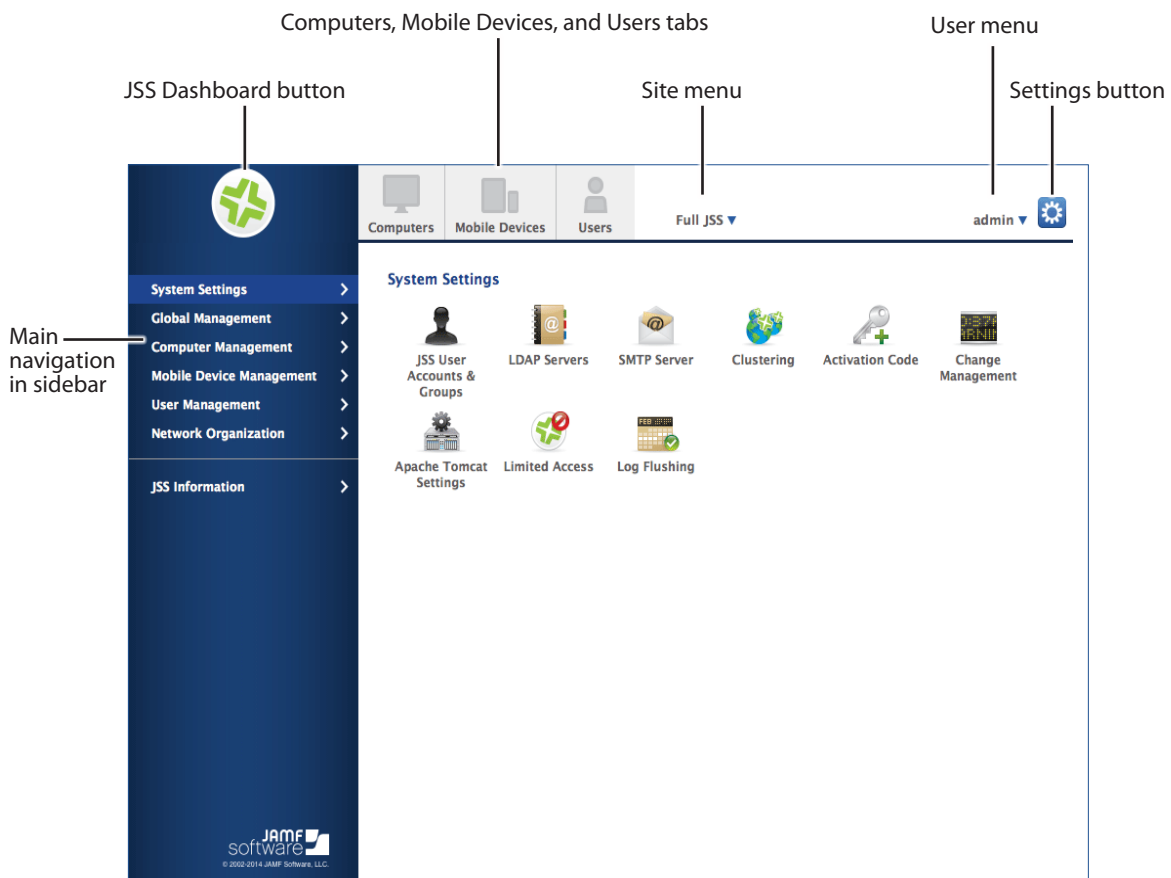 Computers, Mobile Devices, and Users tabs
User menu
JSS Dashboard button
Site menu
Settings button
Computers
Mobile Devices
Users
Full JSS ▼
admin ▼
System Settings
Global Management
Computer Management
Mobile Device Management
User Management
Network Organization
JSS Information
Main
navigation
in sidebar
System Settings
JSS User
Accounts &
Groups
LDAP Servers
SMTP Server
Clustering
Activation Code
Change
Management
Apache Tomcat
Settings
Limited Access
FEB
Log Flushing
JAMF
software
© 2002-2014 JAMF Software, LLC.